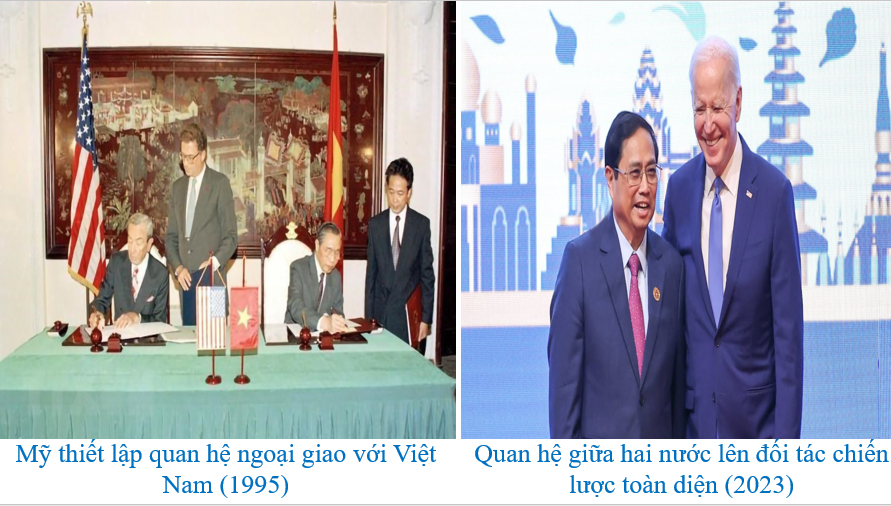 Mỹ thiết lập quan hệ ngoại giao với Việt
Nam (1995)
Quan hệ giữa hai nước lên đối tác chiến
lược toàn diện (2023)